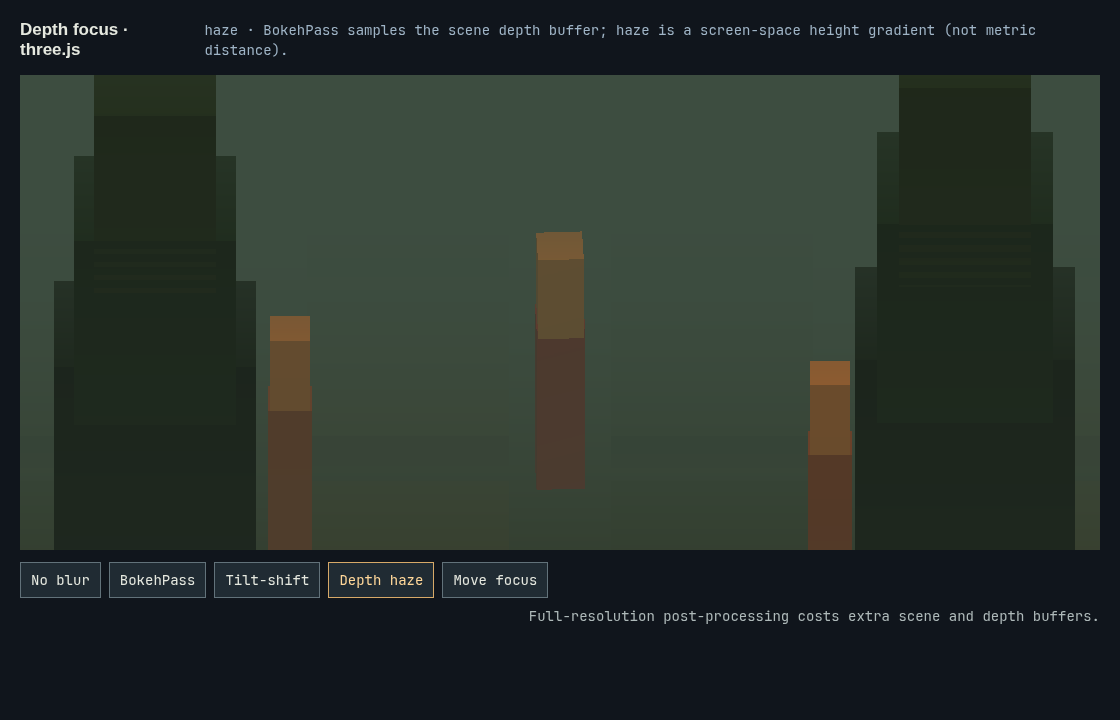 Depth focus ·
three.js
haze · BokehPass samples the scene depth buffer; haze is a screen-space height gradient (not metric
distance).
No blur
BokehPass
Tilt-shift
Depth haze
Move focus
Full-resolution post-processing costs extra scene and depth buffers.